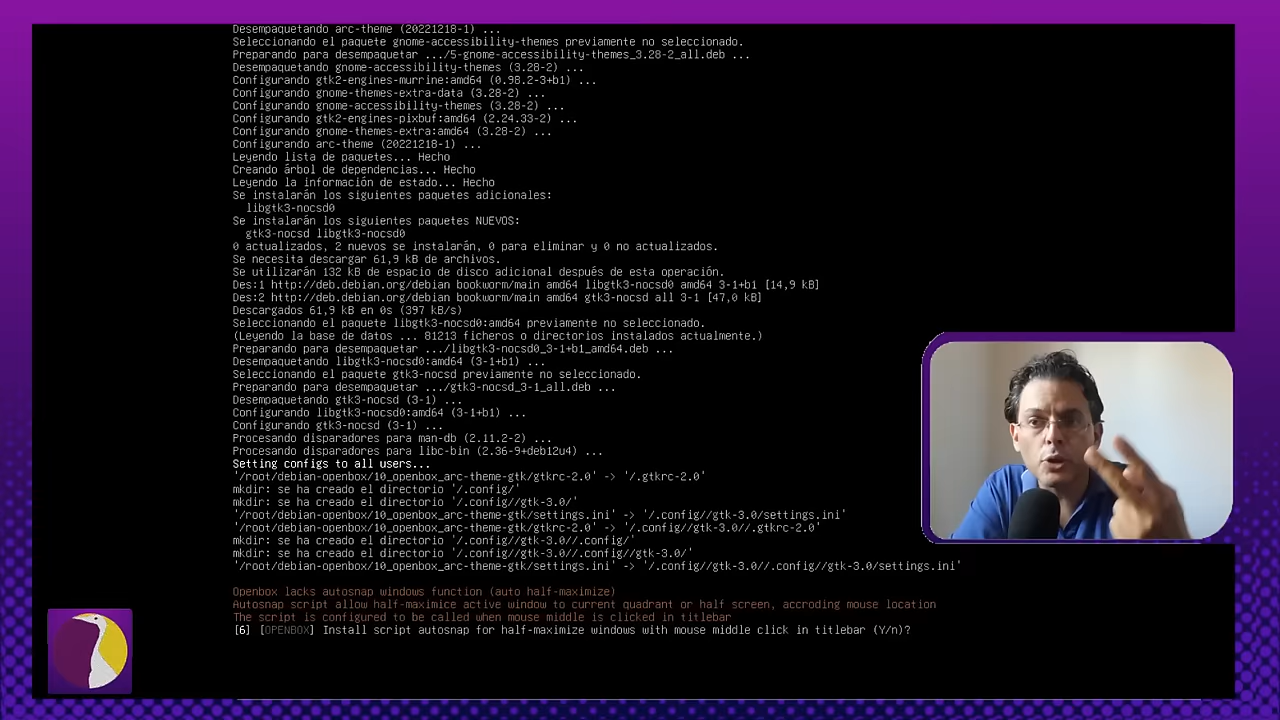 Desempaquetando arc-theme (20221218-1) ...
Seleccionando el paquete gnome-accessibility-themes previamente no seleccionado.
Preparando para desempaquetar .../5-gnome-accessibility-themes_3.28-2_all.deb ...
Desempaquetando gnome-accessibility-themes (3.28-2) ...
Configurando gtk2-engines-murrine:amd64 (0.98.2-3+b1) ...
Configurando gnome-themes-extra-data (3.28-2) ...
Configurando gnome-accessibility-themes (3.28-2) ...
Configurando gtk2-engines-pixbuf:amd64 (2.24.33-2) ...
Configurando gnome-themes-extra:amd64 (3.28-2) ...
Configurando arc-theme (20221218-1) ...
Leyendo lista de paquetes... Hecho
Creando árbol de dependencias... Hecho
Leyendo la información de estado... Hecho
Se instalarán los siguientes paquetes adicionales:
  libgtk3-nocsd0
Se instalarán los siguientes paquetes NUEVOS:
  gtk3-nocsd libgtk3-nocsd0
0 actualizados, 2 nuevos se instalarán, 0 para eliminar y 0 no actualizados.
Se necesita descargar 61,9 kB de archivos.
Se utilizarán 132 kB de espacio de disco adicional después de esta operación.
Des:1 http://deb.debian.org/debian bookworm/main amd64 libgtk3-nocsd0 amd64 3-1+b1 [14,9 kB]
Des:2 http://deb.debian.org/debian bookworm/main amd64 gtk3-nocsd all 3-1 [47,0 kB]
Descargados 61,9 kB en 0s (397 kB/s)
Seleccionando el paquete libgtk3-nocsd0:amd64 previamente no seleccionado.
(Leyendo la base de datos ... 81213 ficheros o directorios instalados actualmente.)
Preparando para desempaquetar .../libgtk3-nocsd0_3-1+b1_amd64.deb ...
Desempaquetando libgtk3-nocsd0:amd64 (3-1+b1) ...
Seleccionando el paquete gtk3-nocsd previamente no seleccionado.
Preparando para desempaquetar .../gtk3-nocsd_3-1_all.deb ...
Desempaquetando gtk3-nocsd (3-1) ...
Configurando libgtk3-nocsd0:amd64 (3-1+b1) ...
Configurando gtk3-nocsd (3-1) ...
Procesando disparadores para man-db (2.11.2-2) ...
Procesando disparadores para libc-bin (2.36-9+deb12u4) ...
Setting configs to all users...
'/root/debian-openbox/10_openbox_arc-theme-gtk/gtkrc-2.0' -> '/.gtkrc-2.0'
mkdir: se ha creado el directorio '/.config/'
mkdir: se ha creado el directorio '/.config//gtk-3.0/'
'/root/debian-openbox/10_openbox_arc-theme-gtk/settings.ini' -> '/.config//gtk-3.0/settings.ini'
'/root/debian-openbox/10_openbox_arc-theme-gtk/gtkrc-2.0' -> '/.config//gtk-3.0//.gtkrc-2.0'
mkdir: se ha creado el directorio '/.config//gtk-3.0//.config/'
mkdir: se ha creado el directorio '/.config//gtk-3.0//.config//gtk-3.0/'
'/root/debian-openbox/10_openbox_arc-theme-gtk/settings.ini' -> '/.config//gtk-3.0//.config//gtk-3.0/settings.ini'
Openbox lacks autosnap windows function (auto half-maximize)
Autosnap script allow half-maximice active window to current quadrant or half screen, accroding mouse location
The script is configured to be called when mouse middle is clicked in titlebar
[6] [OPENBOX] Install script autosnap for half-maximize windows with mouse middle click in titlebar (Y/n)?